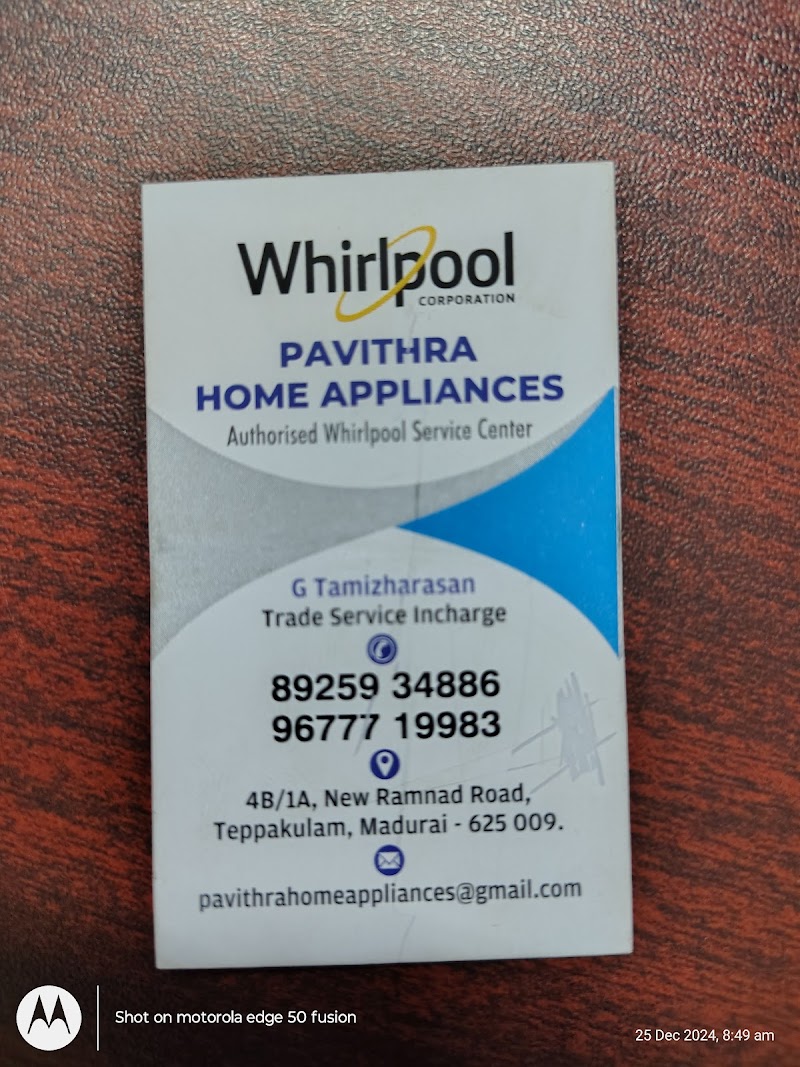 Whirlpool
CORPORATION
PAVITHRA
HOME APPLIANCES
Authorised Whirlpool Service Center
G Tamizharasan
Trade Service Incharge
89259 34886
96777 19983
4B/1A, New Ramnad Road,
Teppakulam, Madurai - 625 009.
pavithrahomeappliances@gmail.com
Shot on motorola edge 50 fusion
25 Dec 2024, 8:49 am